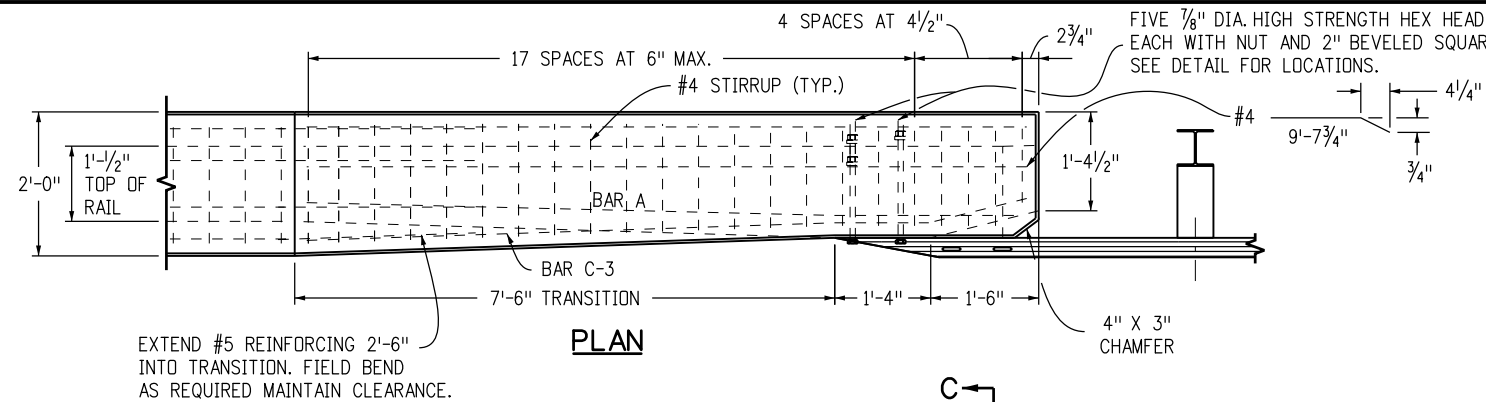 4 SPACES AT 4½"
2¾"
FIVE ⅞" DIA. HIGH STRENGTH HEX HEAD
EACH WITH NUT AND 2" BEVELED SQUAR
SEE DETAIL FOR LOCATIONS.
17 SPACES AT 6" MAX.
#4 STIRRUP (TYP.)
4¼"
#4
9'-7¾"
¾"
2'-0"
1'-½"
TOP OF
RAIL
1'-4½"
BAR A
BAR C-3
7'-6" TRANSITION
1'-4"
1'-6"
4" X 3"
CHAMFER
PLAN
EXTEND #5 REINFORCING 2'-6"
INTO TRANSITION. FIELD BEND
AS REQUIRED MAINTAIN CLEARANCE.
C